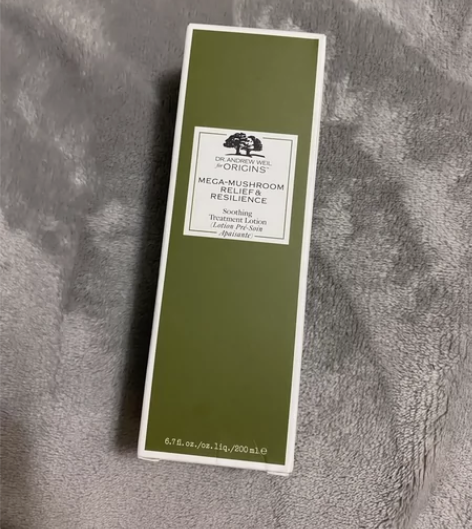 DR. ANDREW WEIL
for ORIGINS™
MEGA-MUSHROOM
RELIEF &
RESILIENCE
Soothing
Treatment Lotion
(Lotion Pré-Soin
Apaisante)
6.7 fl.oz./oz.liq./200 ml ℮